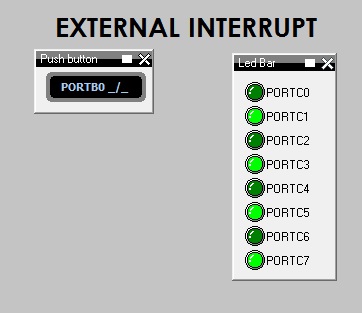 EXTERNAL INTERRUPT
Push button
PORTB0 _/_
Led Bar
PORTC0
PORTC1
PORTC2
PORTC3
PORTC4
PORTC5
PORTC6
PORTC7